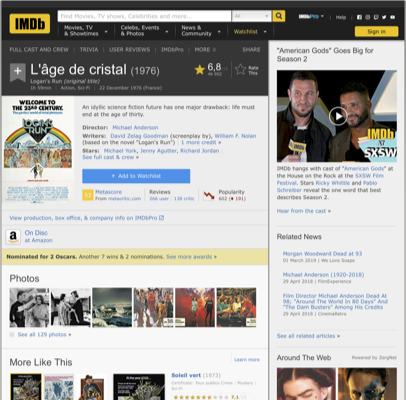 IMDb
Find Movies, TV shows, Celebrities and more...
All
IMDbPro
Help
Movies, TV & Showtimes
Celebs, Events & Photos
News & Community
Watchlist
Sign in
FULL CAST AND CREW | TRIVIA | USER REVIEWS | IMDbPro | MORE
SHARE
L'âge de cristal (1976)
Logan's Run (original title)
1h 59min | Action, Sci-Fi | 22 December 1976 (France)
6,8
Rate This
WELCOME TO THE 23RD CENTURY.
LOGAN'S RUN
An idyllic science fiction future has one major drawback: life must end at the age of thirty.
Director: Michael Anderson
Writers: David Zelag Goodman (screenplay by), William F. Nolan (based on the novel "Logan's Run") | 1 more credit »
Stars: Michael York, Jenny Agutter, Richard Jordan |
See full cast & crew »
+ Add to Watchlist
Metascore
From metacritic.com
Reviews
266 user | 139 critic
Popularity
View production, box office, & company info on IMDbPro
On Disc
at Amazon
Nominated for 2 Oscars. Another 7 wins & 2 nominations. See more awards »
Photos
See all 129 photos »
More Like This
Learn more
Soleil vert (1973)
7,1
"American Gods" Goes Big for Season 2
IMDb at SXSW
IMDb hangs with cast of "American Gods" at the House on the Rock at the SXSW Film Festival. Stars Ricky Whittle and Pablo Schreiber reveal the one word that best describes Season 2.
Hear from the cast »
Related News
Morgan Woodward Dead at 93
01 March 2019 | We Love Soaps
Michael Anderson (1920-2018)
29 April 2018 | FilmExperience
Film Director Michael Anderson Dead At 98; "Around The World In 80 Days" And "The Dam Busters" Among His Credits
29 April 2018 | CinemaRetro
See all related articles »
Around The Web
Powered by ZergNet